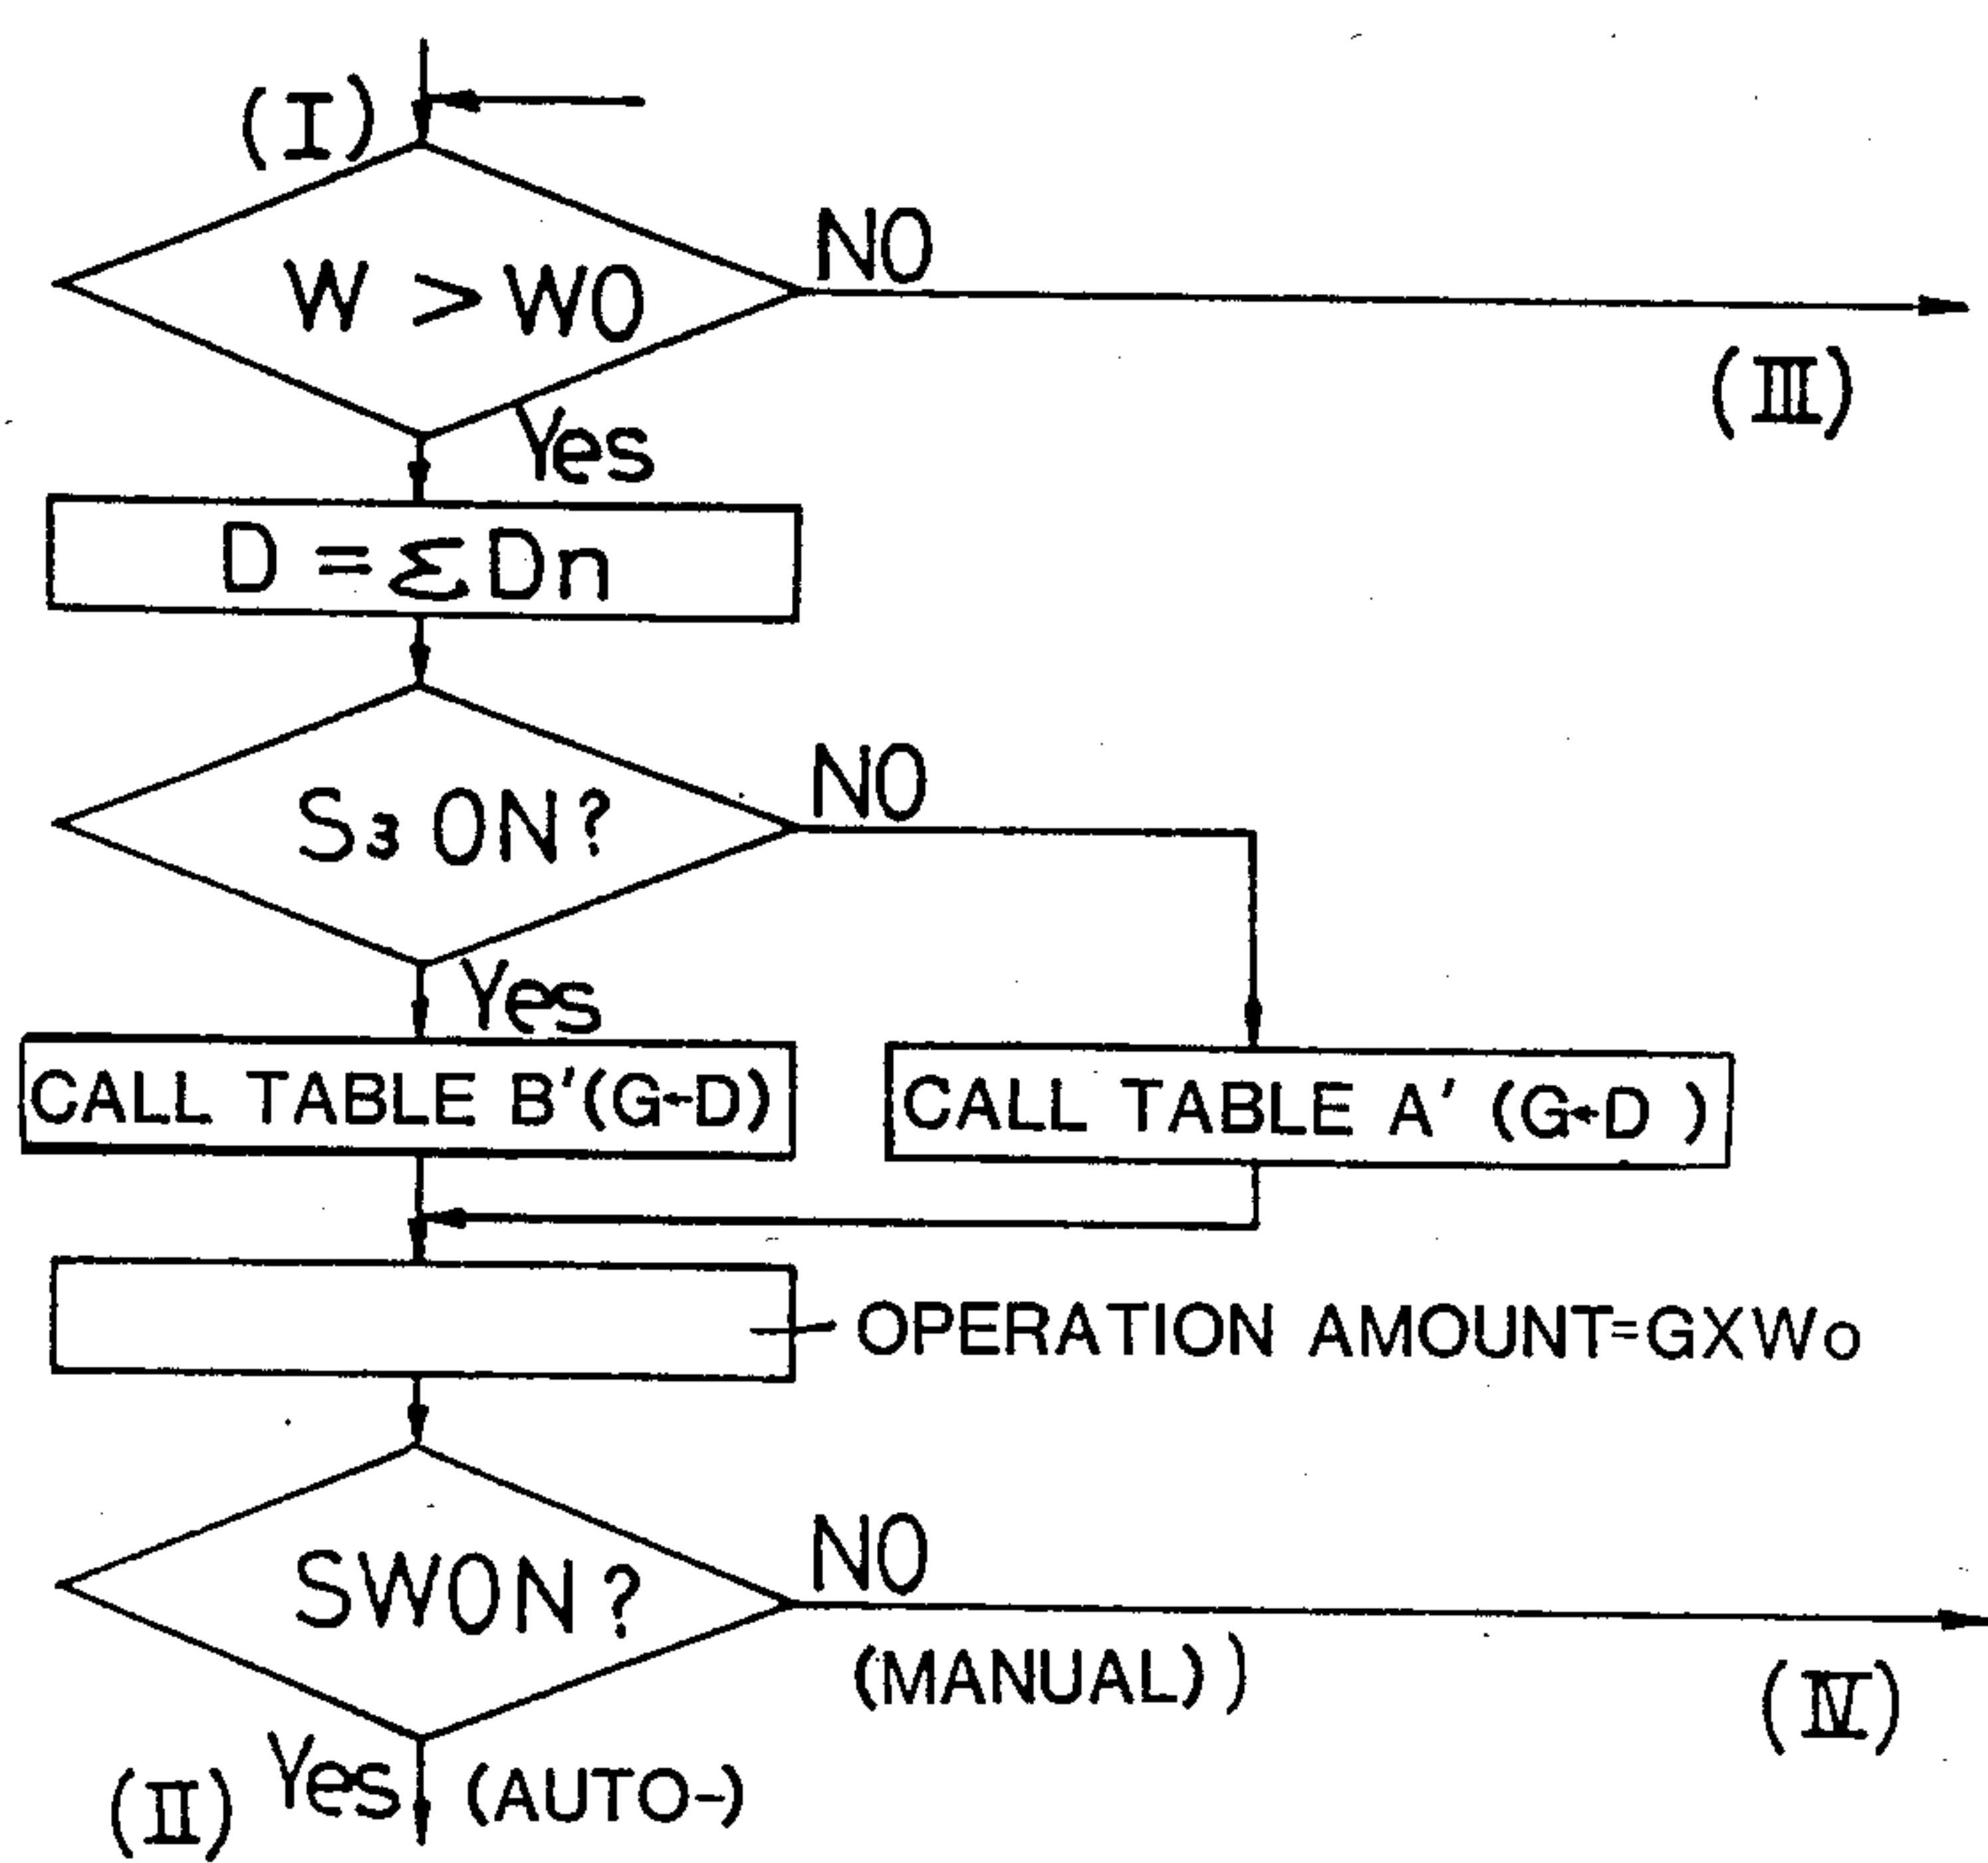 (I)
W > W0
NO
(III)
Yes
D = ΣDn
S3 ON?
NO
Yes
CALL TABLE B'(G←D)
CALL TABLE A' (G←D )
OPERATION AMOUNT=GXWo
SWON ?
NO
(MANUAL))
(IV)
(II) Yes (AUTO-)